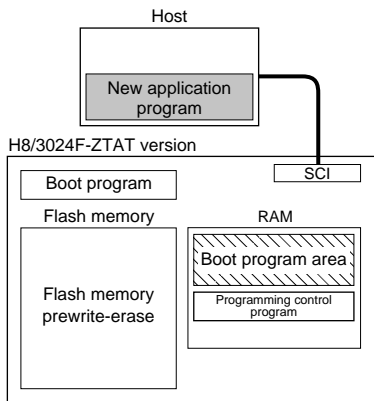 Host
New application
program
H8/3024F-ZTAT version
SCI
Boot program
Flash memory
RAM
Boot program area
Flash memory
prewrite-erase
Programming control
program